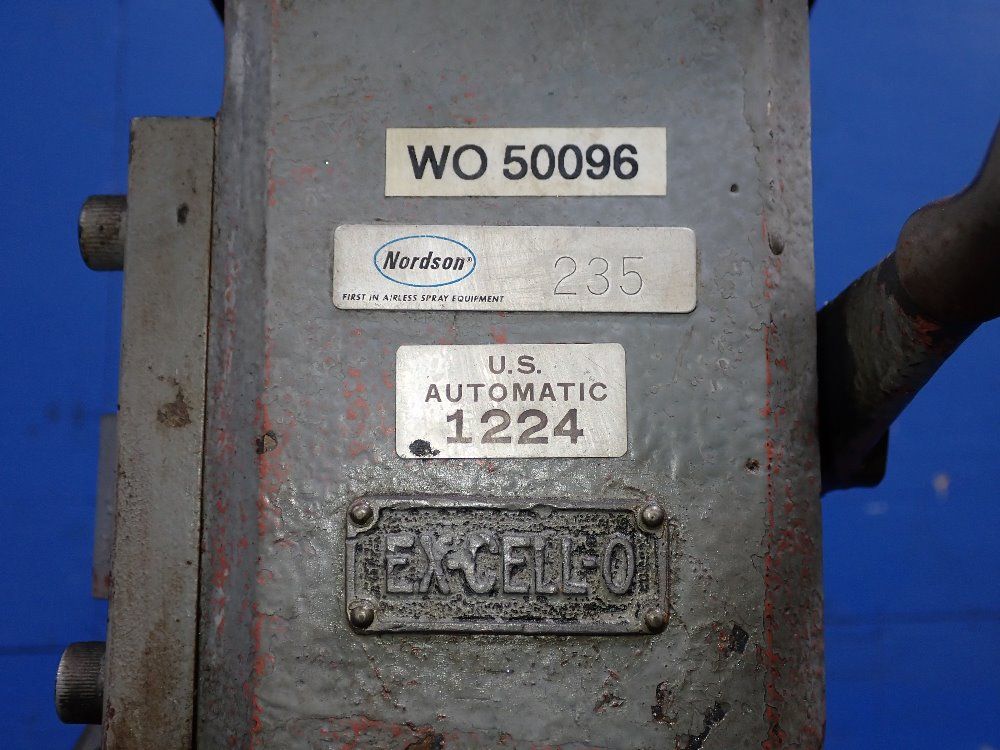 WO 50096
Nordson®
FIRST IN AIRLESS SPRAY EQUIPMENT
235
U.S.
AUTOMATIC
1224
EX-CELL-O